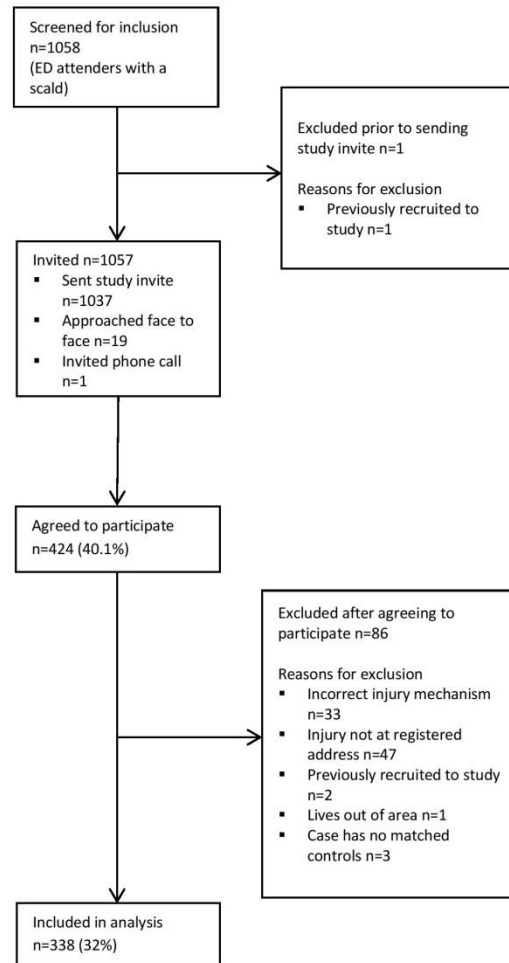 Screened for inclusion
n=1058
(ED attenders with a
scald)
Excluded prior to sending
study invite n=1
Reasons for exclusion
▪ Previously recruited to
study n=1
Invited n=1057
▪ Sent study invite
n=1037
▪ Approached face to
face n=19
▪ Invited phone call
n=1
Agreed to participate
n=424 (40.1%)
Excluded after agreeing to
participate n=86
Reasons for exclusion
▪ Incorrect injury mechanism
n=33
▪ Injury not at registered
address n=47
▪ Previously recruited to study
n=2
▪ Lives out of area n=1
▪ Case has no matched
controls n=3
Included in analysis
n=338 (32%)